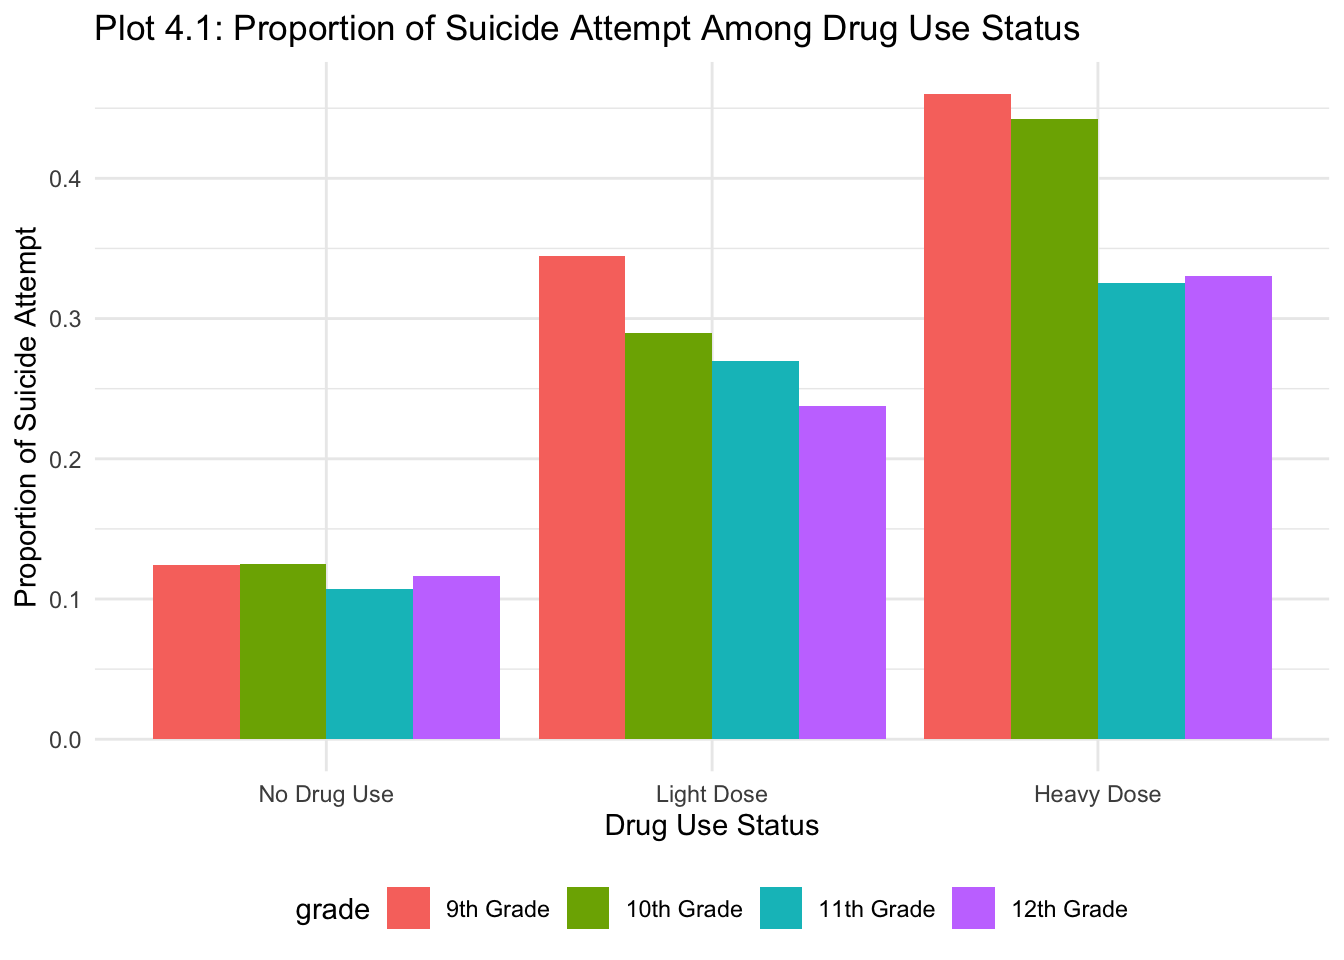 Plot 4.1: Proportion of Suicide Attempt Among Drug Use Status
Proportion of Suicide Attempt
0.4
0.3
0.2
0.1
0.0
No Drug Use Light Dose Heavy Dose
Drug Use Status
grade 9th Grade 10th Grade 11th Grade 12th Grade